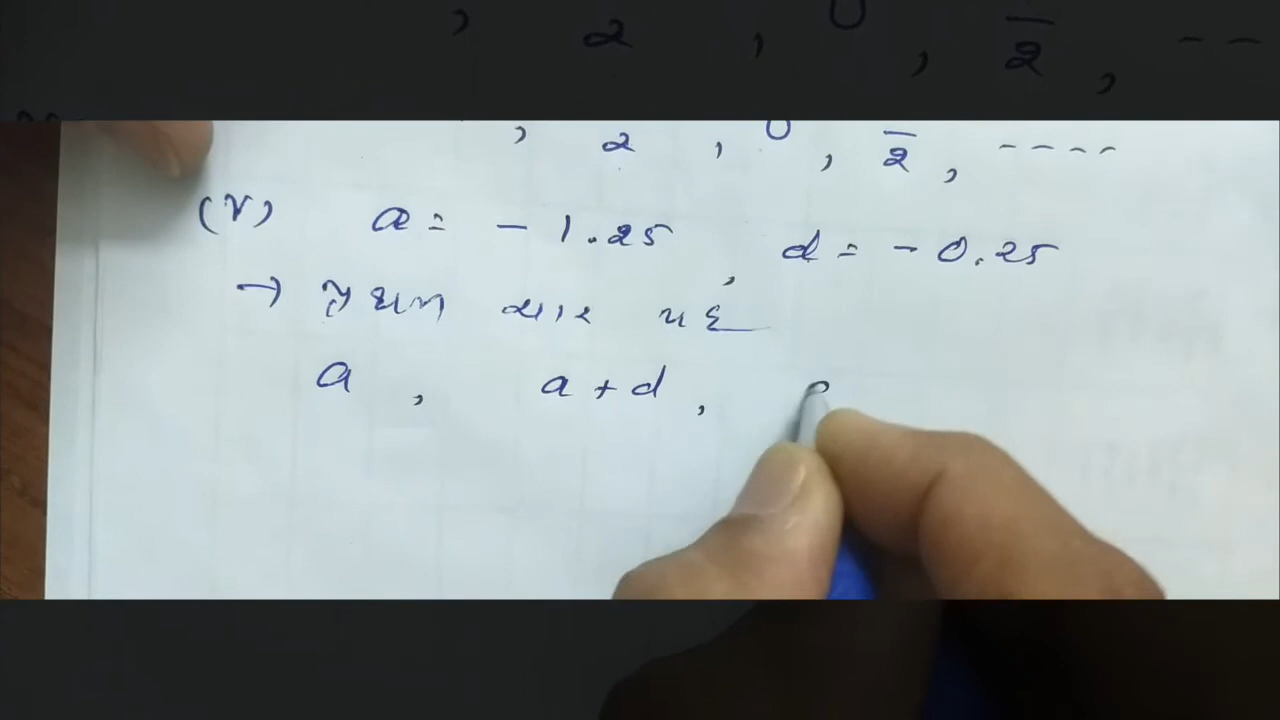 , 2 , 0 , 2 , ----
(V) a = - 1.25 , d = - 0.25
→ પ્રથમ ચાર પદ
a , a + d ,